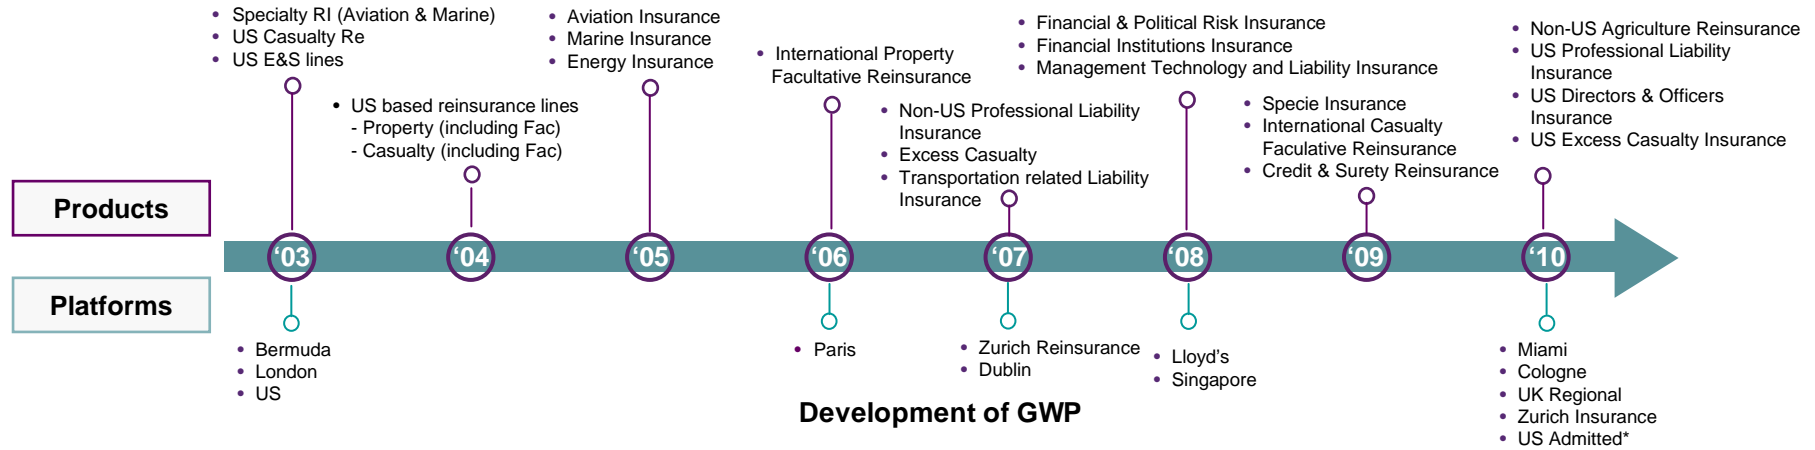 • Specialty RI (Aviation & Marine)
• US Casualty Re
• US E&S lines
• US based reinsurance lines
- Property (including Fac)
- Casualty (including Fac)
• Aviation Insurance
• Marine Insurance
• Energy Insurance
• International Property
Facultative Reinsurance
• Non-US Professional Liability
Insurance
• Excess Casualty
• Transportation related Liability
Insurance
• Financial & Political Risk Insurance
• Financial Institutions Insurance
• Management Technology and Liability Insurance
• Specie Insurance
• International Casualty
Faculative Reinsurance
• Credit & Surety Reinsurance
• Non-US Agriculture Reinsurance
• US Professional Liability
Insurance
• US Directors & Officers
Insurance
• US Excess Casualty Insurance
Products
‘03
‘04
‘05
‘06
‘07
‘08
‘09
‘10
Platforms
• Bermuda
• London
• US
• Paris
• Zurich Reinsurance
• Dublin
• Lloyd’s
• Singapore
• Miami
• Cologne
• UK Regional
• Zurich Insurance
• US Admitted*
Development of GWP